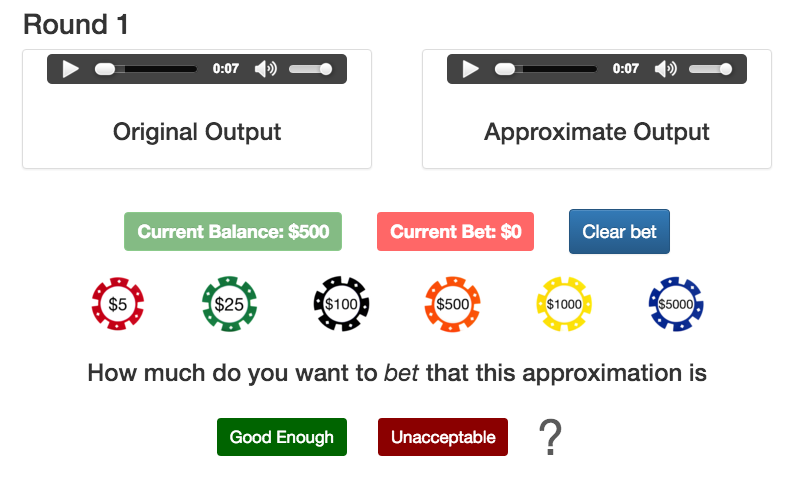 Round 1
0:07 0:07
Original Output Approximate Output
Current Balance: $500 Current Bet: $0 Clear bet
$5 $25 $100 $500 $1000 $5000
How much do you want to bet that this approximation is
Good Enough Unacceptable ?